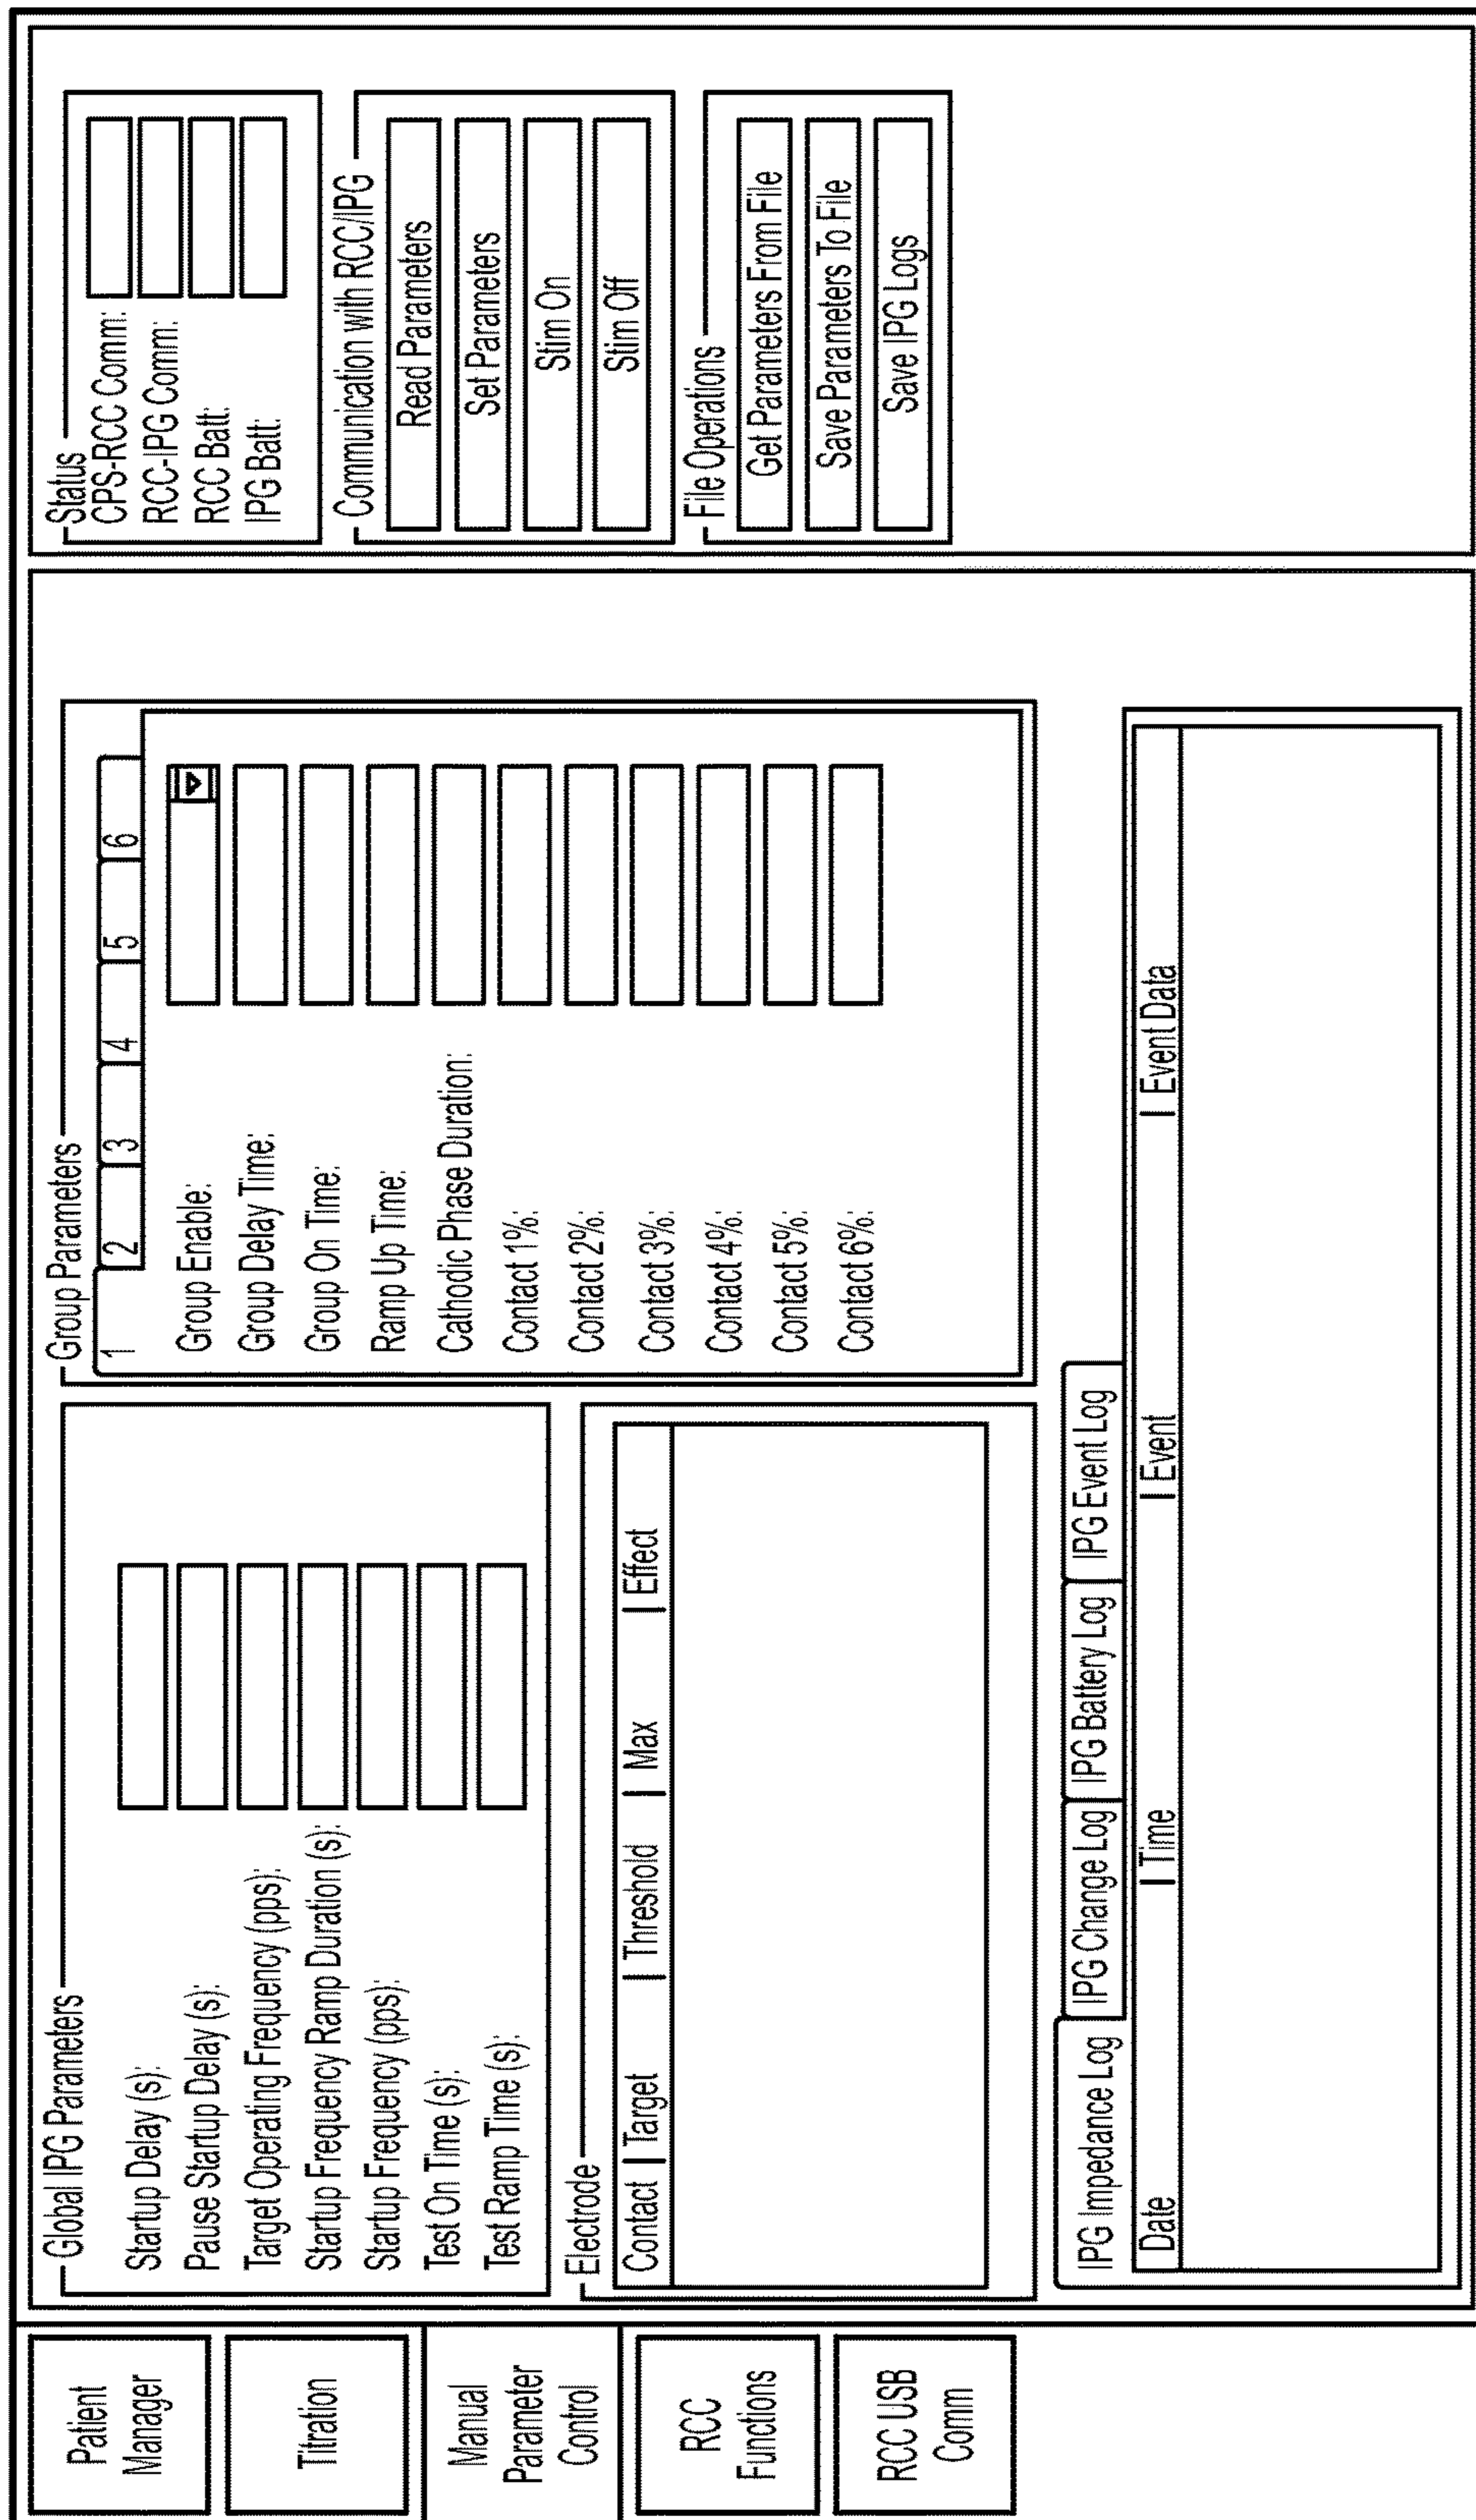 Patient
Manager
Titration
Manual
Parameter
Control
RCC
Functions
RCC USB
Comm
Global IPG Parameters
Startup Delay (s):
Pause Startup Delay (s):
Target Operating Frequency (pps):
Startup Frequency Ramp Duration (s):
Startup Frequency (pps):
Test On Time (s):
Test Ramp Time (s):
Electrode
Contact | Target | Threshold | Max | Effect
Group Parameters
1 2 3 4 5 6
Group Enable:
Group Delay Time:
Group On Time:
Ramp Up Time:
Cathodic Phase Duration:
Contact 1%:
Contact 2%:
Contact 3%:
Contact 4%:
Contact 5%:
Contact 6%:
IPG Impedance Log IPG Change Log IPG Battery Log IPG Event Log
Date | Time | Event | Event Data
Status
CPS-RCC Comm:
RCC-IPG Comm:
RCC Batt:
IPG Batt:
Communication with RCC/IPG
Read Parameters
Set Parameters
Stim On
Stim Off
File Operations
Get Parameters From File
Save Parameters To File
Save IPG Logs